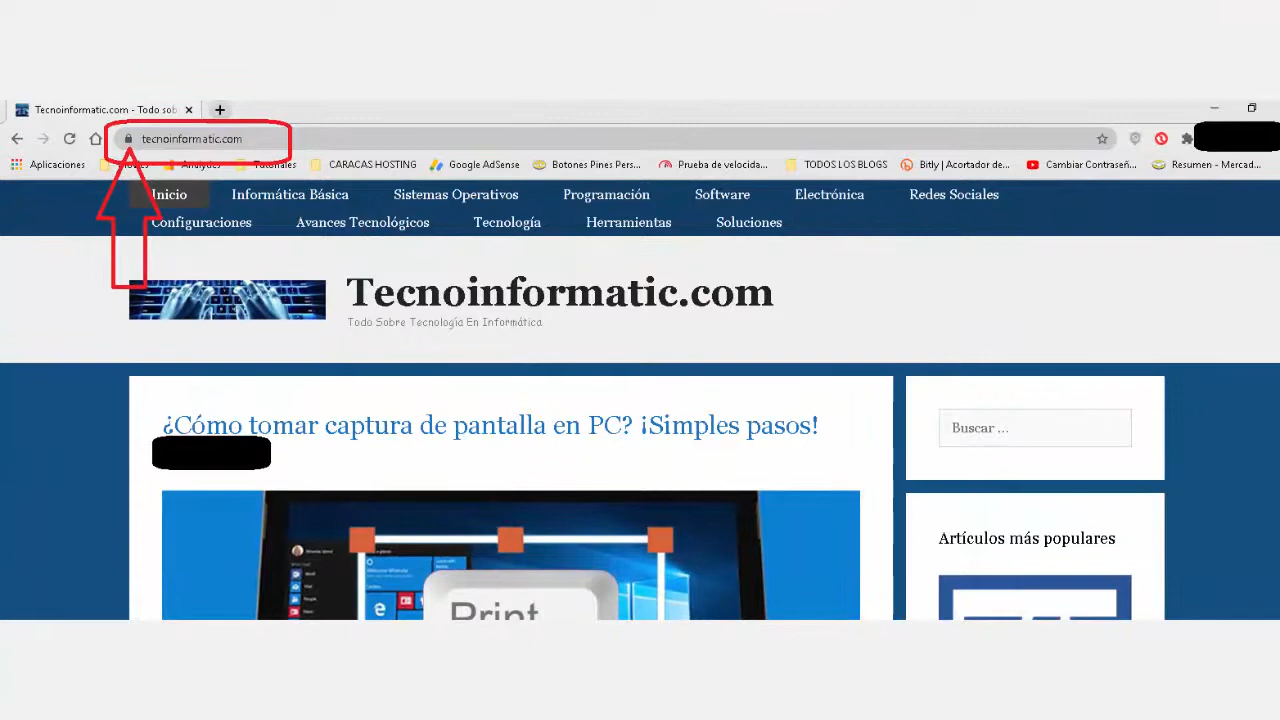 Tecnoinformatic.com - Todo sob
tecnoinformatic.com
Aplicaciones Analytics Tutoriales CARACAS HOSTING Google AdSense Botones Pines Pers... Prueba de velocida... TODOS LOS BLOGS Bitly | Acortador de... Cambiar Contraseñ... Resumen - Mercad...
Inicio Informática Básica Sistemas Operativos Programación Software Electrónica Redes Sociales
Configuraciones Avances Tecnológicos Tecnología Herramientas Soluciones
Tecnoinformatic.com
Todo Sobre Tecnología En Informática
¿Cómo tomar captura de pantalla en PC? ¡Simples pasos!
Buscar ...
Artículos más populares
Print